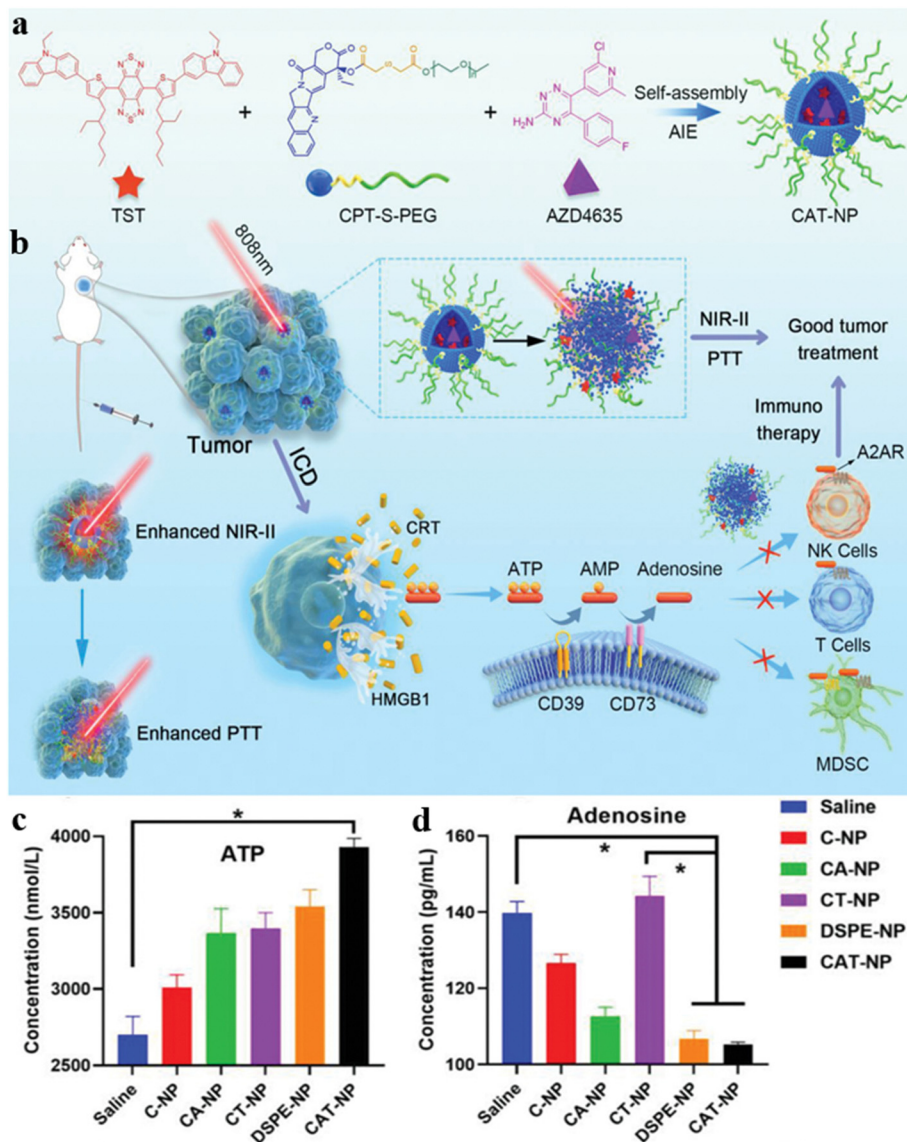 a
S
N
N
S
N
S
N
N
S
N
N
S
+
O
O
N
N
O
O
O
S
O
O
n
+
Cl
N
N
N
N
H₂N
F
Self-assembly
AIE
TST
CPT-S-PEG
AZD4635
CAT-NP
b
808nm
NIR-II
PTT
Good tumor
treatment
Immuno
therapy
Tumor
ICD
A2AR
Enhanced NIR-II
CRT
NK Cells
ATP
AMP
Adenosine
T Cells
HMGB1
CD39
CD73
Enhanced PTT
MDSC
c
*
ATP
Concentration (nmol/L)
4000
3500
3000
2500
Saline
C-NP
CA-NP
CT-NP
DSPE-NP
CAT-NP
d
Adenosine
*
*
Concentration (pg/mL)
160
140
120
100
Saline
C-NP
CA-NP
CT-NP
DSPE-NP
CAT-NP
Saline
C-NP
CA-NP
CT-NP
DSPE-NP
CAT-NP